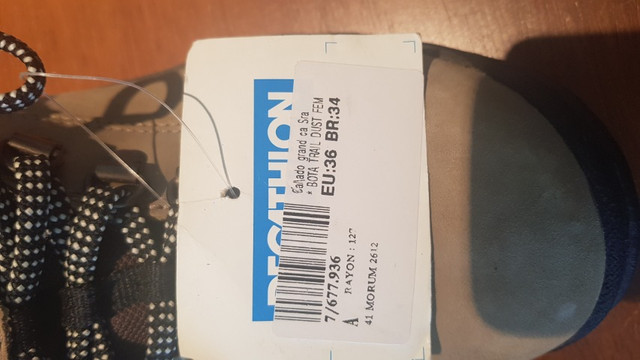 DECATHLON
Calçado grand ca Sra
* BOTA TRAIL DUST FEM
EU:36 BR:34
7/677.936
A RAYON : 127
41 MORUM 2612